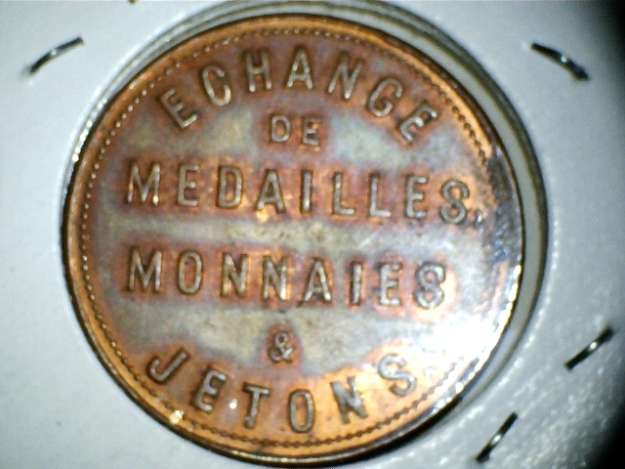 ECHANGE
DE
MEDAILLES,
MONNAIES
&
JETONS